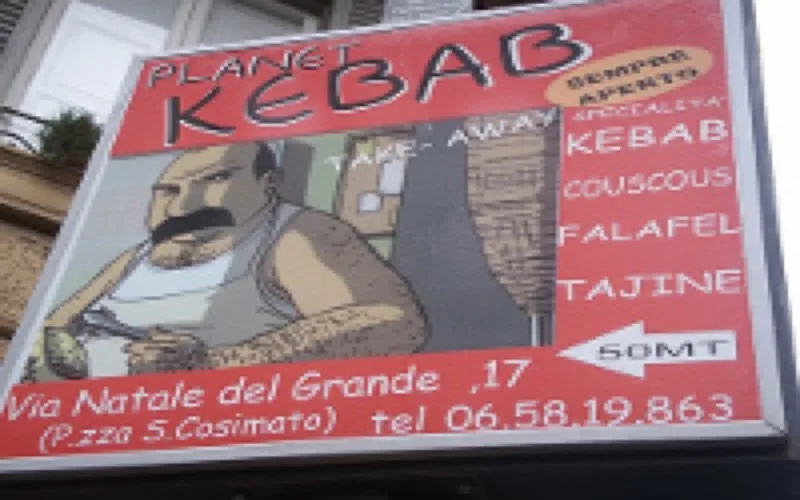 PLANET
KEBAB
SEMPRE
APERTO
TAKE-AWAY
SPECIALITA'
KEBAB
COUSCOUS
FALAFEL
TAJINE
50MT
Via Natale del Grande ,17
(P.zza S.Cosimato) tel 06.58.19.863